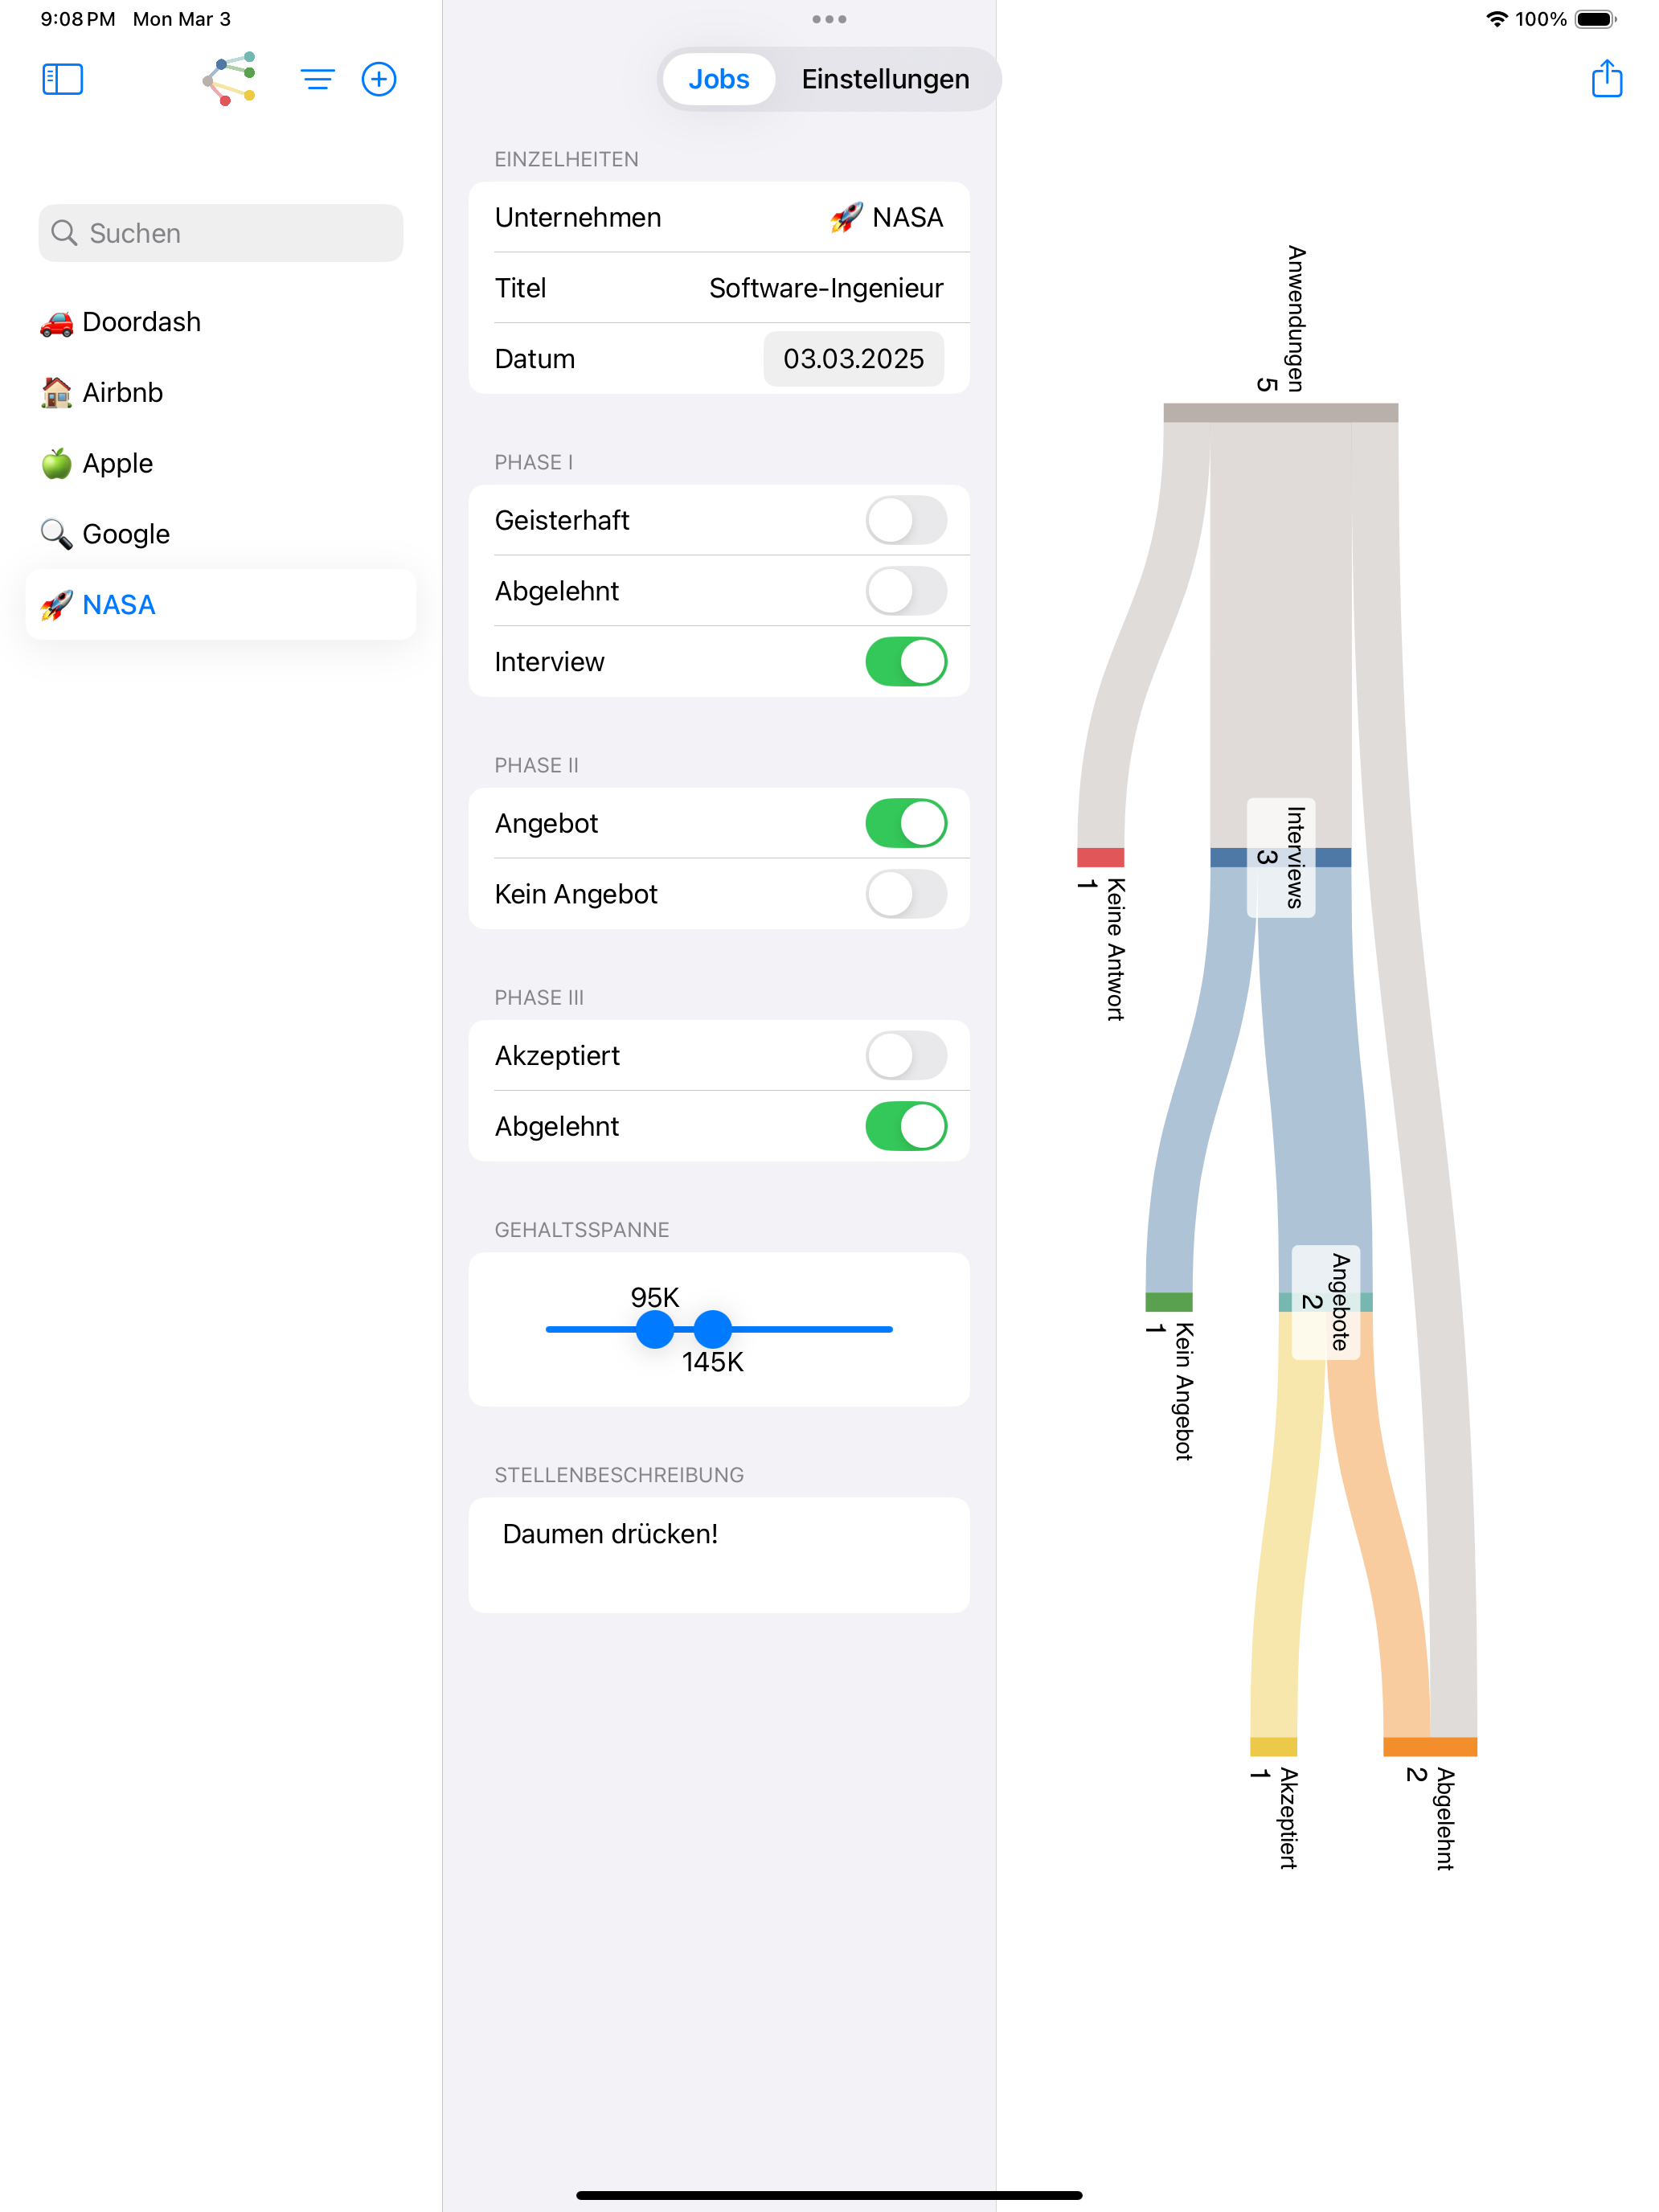 9:08 PM Mon Mar 3
100%
Suchen
Doordash
Airbnb
Apple
Google
NASA
Jobs
Einstellungen
EINZELHEITEN
Unternehmen 🚀 NASA
Titel Software-Ingenieur
Datum 03.03.2025
PHASE I
Geisterhaft
Abgelehnt
Interview
PHASE II
Angebot
Kein Angebot
PHASE III
Akzeptiert
Abgelehnt
GEHALTSSPANNE
95K
145K
STELLENBESCHREIBUNG
Daumen drücken!
Anwendungen
5
Interviews
3
Keine Antwort
1
Angebote
2
Kein Angebot
1
Abgelehnt
2
Akzeptiert
1